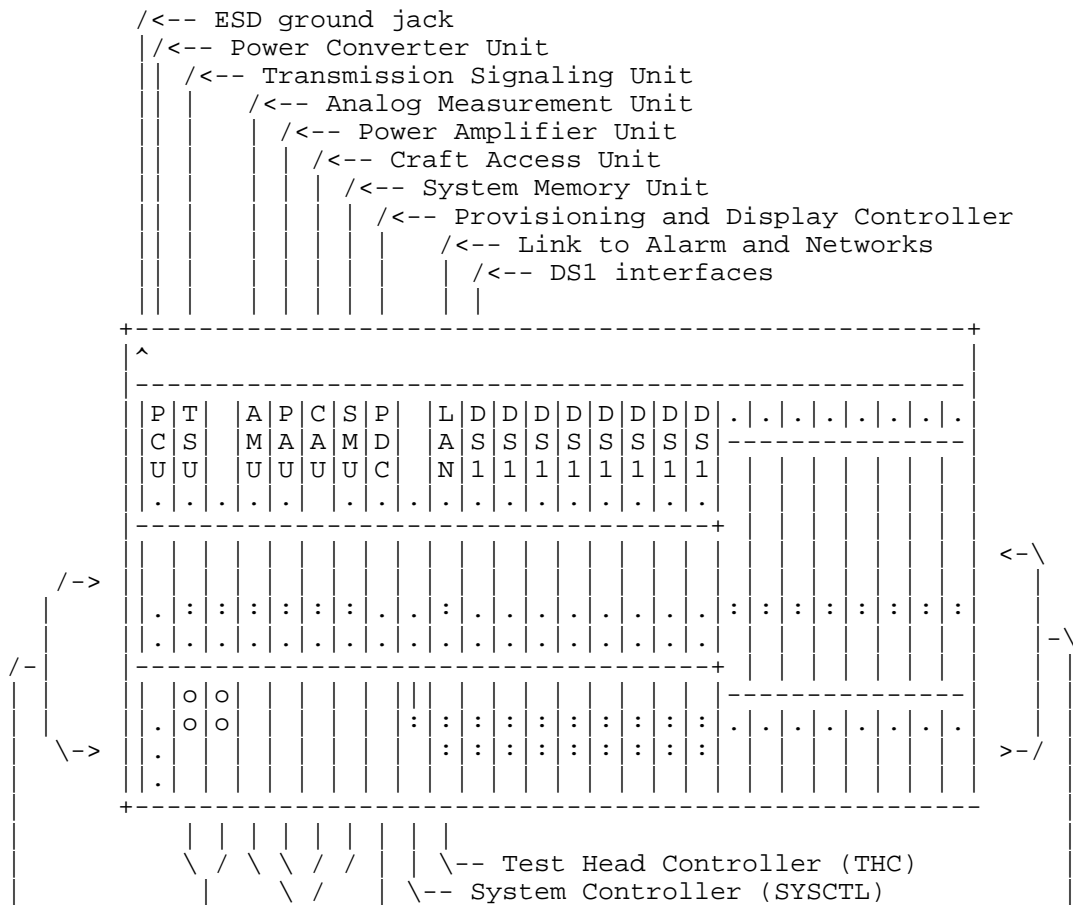 /<-- ESD ground jack
|/<-- Power Converter Unit
|| /<-- Transmission Signaling Unit
|| |   /<-- Analog Measurement Unit
|| |   | /<-- Power Amplifier Unit
|| |   | | /<-- Craft Access Unit
|| |   | | | /<-- System Memory Unit
|| |   | | | | /<-- Provisioning and Display Controller
|| |   | | | | |   /<-- Link to Alarm and Networks
|| |   | | | | |   | /<-- DS1 interfaces
|| |   | | | | |   | |
+----------------------------------------------------+
|^                                                   |
|----------------------------------------------------|
||P|T| |A|P|C|S|P| |L|D|D|D|D|D|D|D|D|.|.|.|.|.|.|.|.
||C|S| |M|A|A|M|D| |A|S|S|S|S|S|S|S|S|---------------
||U|U| |U|U|U|U|C| |N|1|1|1|1|1|1|1|1| | | | | | | | |
||.|.|.|.|.| |.|.|.|.|.|.|.|.|.|.|.|.| | | | | | | | |
|------------------------------------+ | | | | | | | |
|| | | | | | | | | | | | | | | | | | | | | | | | | | | <-\
/-> || | | | | | | | | | | | | | | | | | | | | | | | | | | | |
| ||.|:|:|:|:|:|:|.|.|:|.|.|.|.|.|.|.|.|:|:|:|:|:|:|:|:| |
| ||.|.|.|.|.|.|.|.|.|.|.|.|.|.|.|.|.|.| | | | | | | | | |-\
/-| |------------------------------------+ | | | | | | | | | |
| | || |o|o| | | | | || | | | | | | | | |---------------| | |
| | ||.|o|o| | | | | |:|:|:|:|:|:|:|:|:|:|.|.|.|.|.|.|.|.| | |
| \-> ||.| | | | | | | | |:|:|:|:|:|:|:|:|:| | | | | | | | | >-/ |
| ||.| | | | | | | | | | | | | | | | | | | | | | | | | | |
| +----------------------------------------------------- |
| | | | | | | | | | |
| \ / \ \ / / | | \-- Test Head Controller (THC) |
| | \ / | \-- System Controller (SYSCTL) |